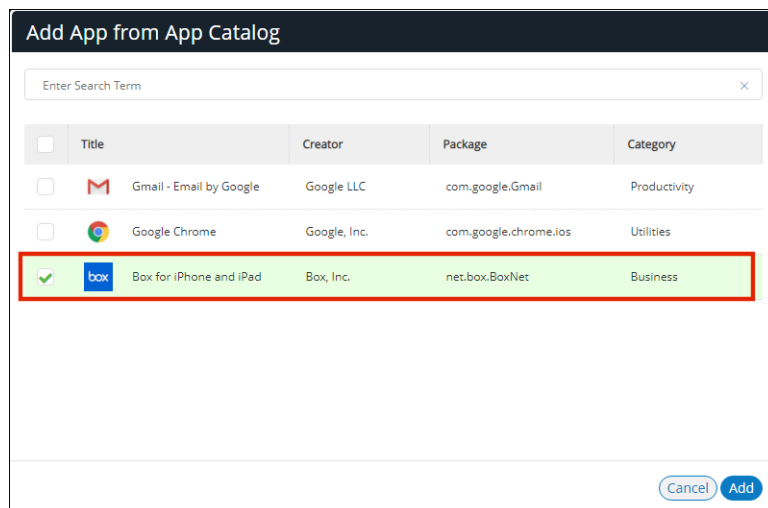 Add App from App Catalog
Enter Search Term
Title Creator Package Category
Gmail - Email by Google Google LLC com.google.Gmail Productivity
Google Chrome Google, Inc. com.google.chrome.ios Utilities
box Box for iPhone and iPad Box, Inc. net.box.BoxNet Business
Cancel Add